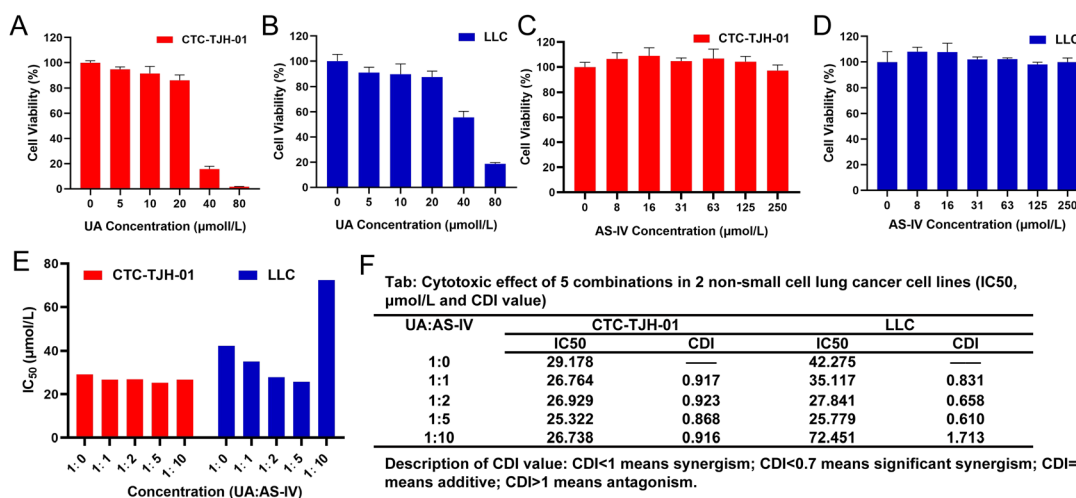 A
CTC-TJH-01
Cell Viability (%)
120
100
80
60
40
20
0
0 5 10 20 40 80
UA Concentration (μmoll/L)
B
LLC
Cell Viability (%)
120
100
80
60
40
20
0
0 5 10 20 40 80
UA Concentration (μmol/L)
C
CTC-TJH-01
Cell Viability (%)
120
100
80
60
40
20
0
0 8 16 31 63 125 250
AS-IV Concentration (μmol/L)
D
LLC
Cell Viability (%)
120
100
80
60
40
20
0
0 8 16 31 63 125 250
AS-IV Concentration (μmol/L)
E
CTC-TJH-01 LLC
IC50 (μmol/L)
80
60
40
20
0
1:0 1:1 1:2 1:5 1:10 1:0 1:1 1:2 1:5 1:10
Concentration (UA:AS-IV)
F
Tab: Cytotoxic effect of 5 combinations in 2 non-small cell lung cancer cell lines (IC50,
μmol/L and CDI value)
UA:AS-IV CTC-TJH-01 LLC
IC50 CDI IC50 CDI
1:0 29.178 —— 42.275 ——
1:1 26.764 0.917 35.117 0.831
1:2 26.929 0.923 27.841 0.658
1:5 25.322 0.868 25.779 0.610
1:10 26.738 0.916 72.451 1.713
Description of CDI value: CDI<1 means synergism; CDI<0.7 means significant synergism; CDI=
means additive; CDI>1 means antagonism.